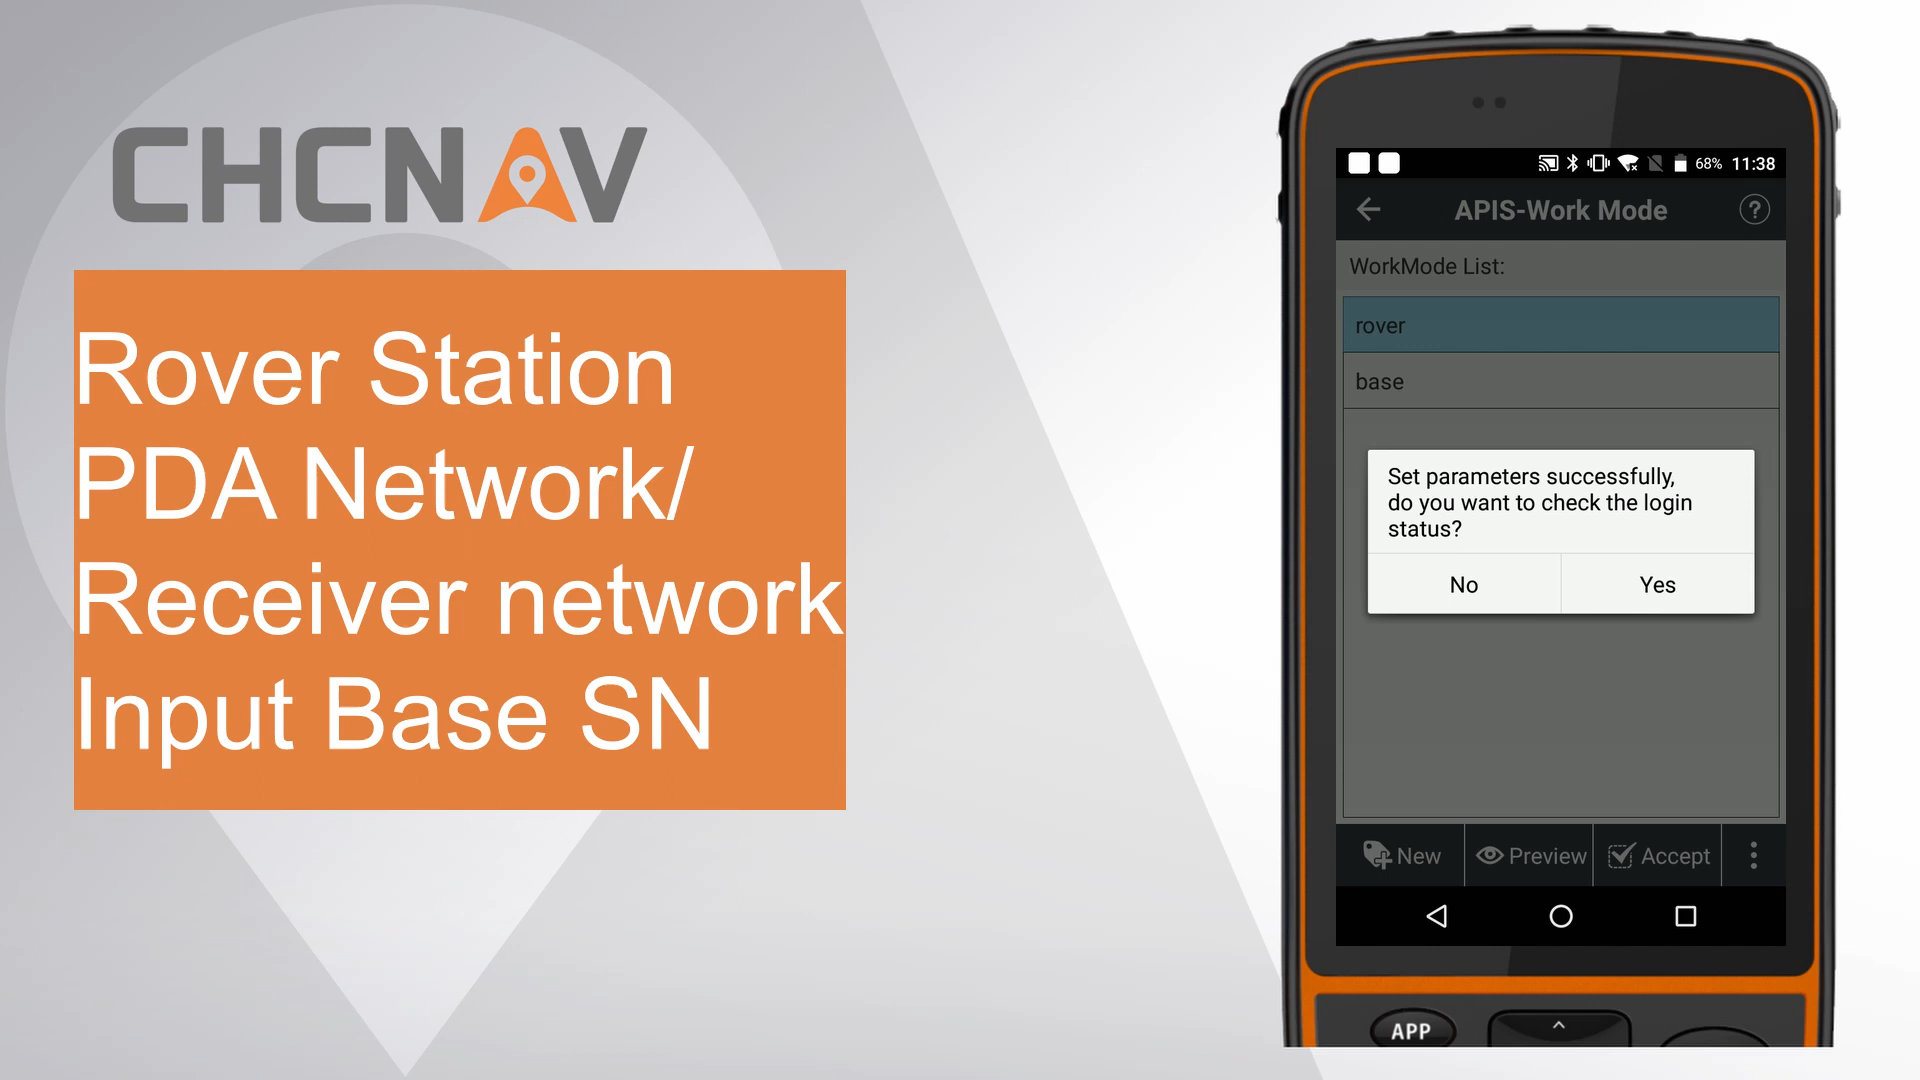 CHCNAV
Rover Station
PDA Network/
Receiver network
Input Base SN
68% 11:38
APIS-Work Mode
?
WorkMode List:
rover
base
Set parameters successfully,
do you want to check the login
status?
No Yes
New Preview Accept
APP